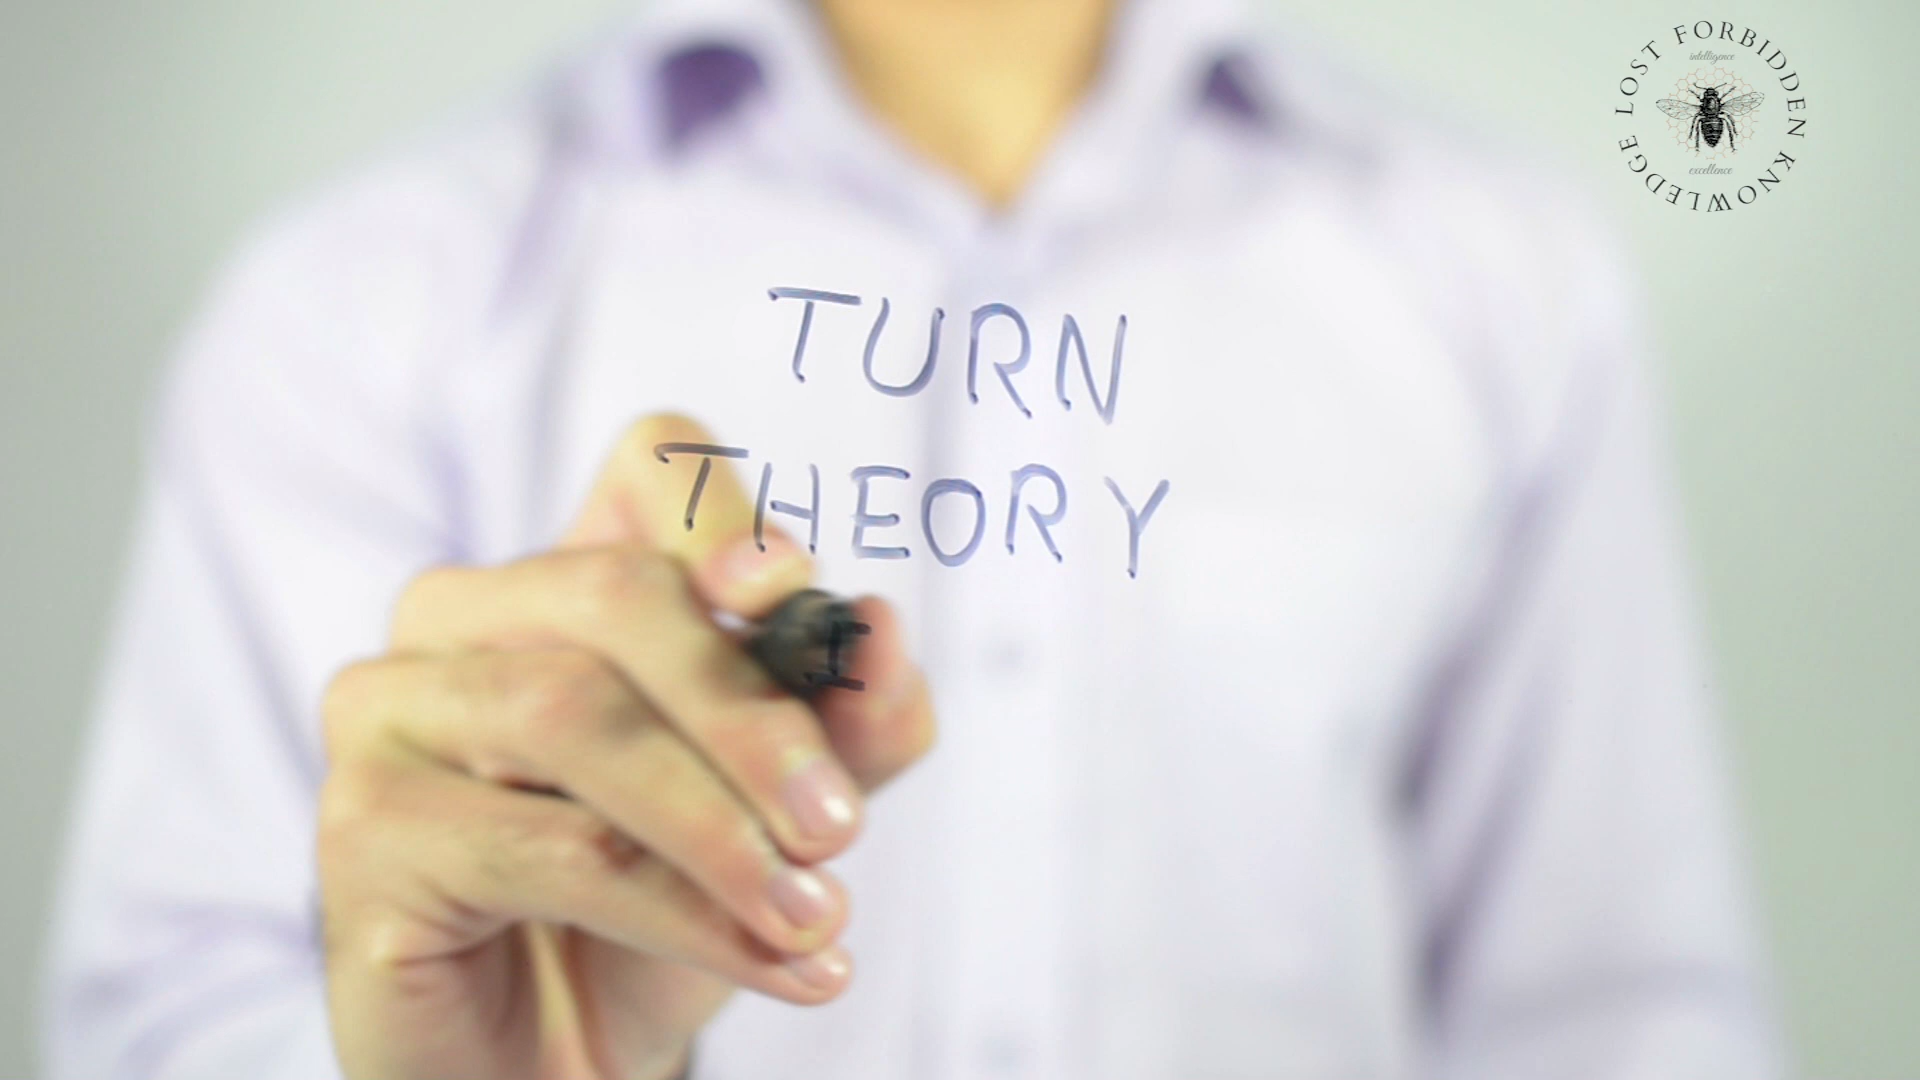 TURN
THEORY
I
LOST FORBIDDEN KNOWLEDGE
intelligence
excellence